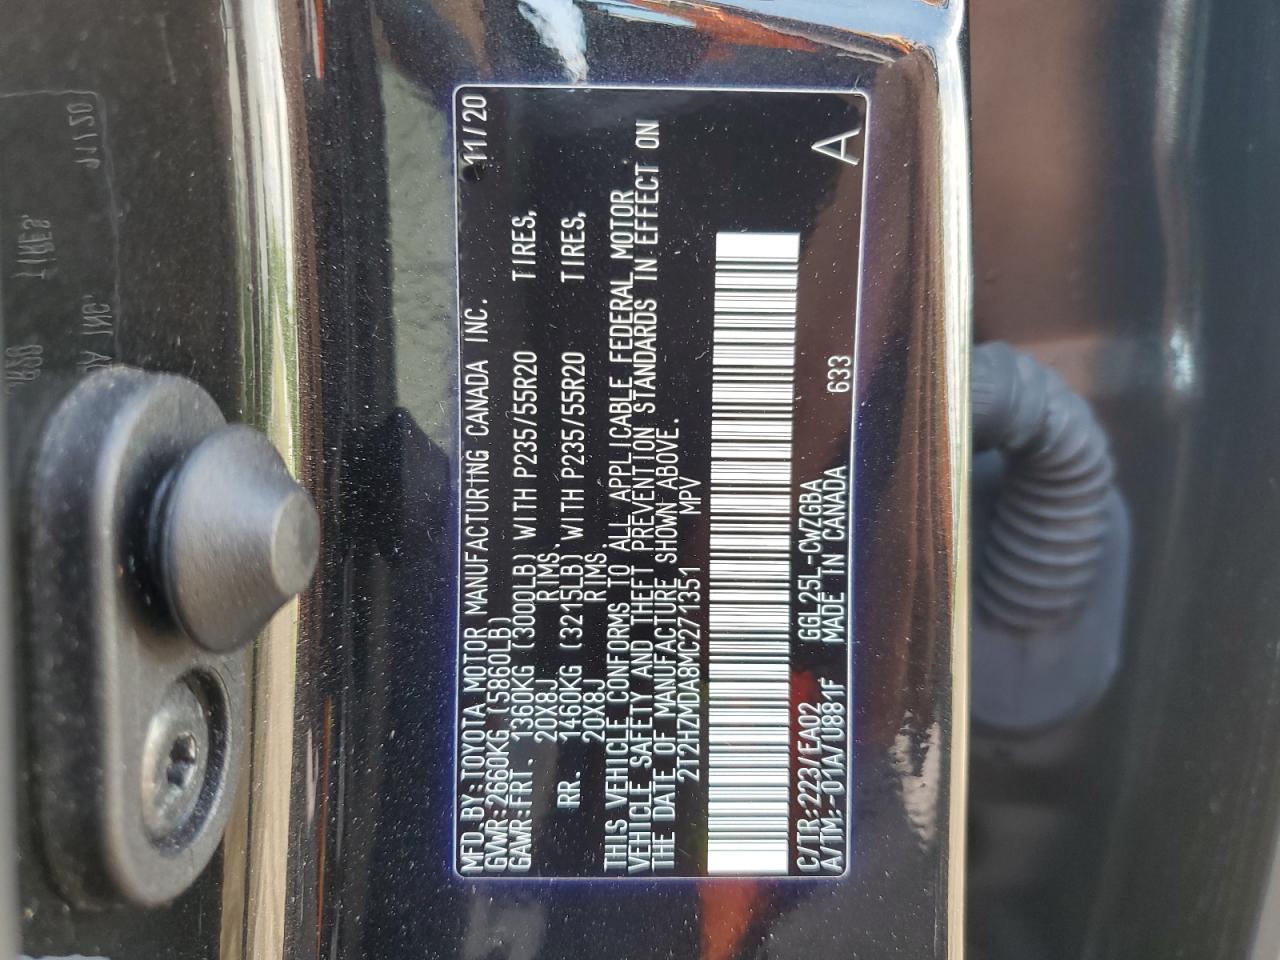 MFD.BY:TOYOTA MOTOR MANUFACTURING CANADA INC. 11/20
GVWR:2660KG (5860LB)
GAWR:FRT. 1360KG (3000LB) WITH P235/55R20 TIRES,
20X8J RIMS.
RR. 1460KG (3215LB) WITH P235/55R20 TIRES,
20X8J RIMS
THIS VEHICLE CONFORMS TO ALL APPLICABLE FEDERAL MOTOR
VEHICLE SAFETY AND THEFT PREVENTION STANDARDS IN EFFECT ON
THE DATE OF MANUFACTURE SHOWN ABOVE.
2T2HZMDA8MC271351 MPV
C/TR:223/EA02 GGL25L-CWZGBA
A/TM:-01A/U881F MADE IN CANADA 633 A